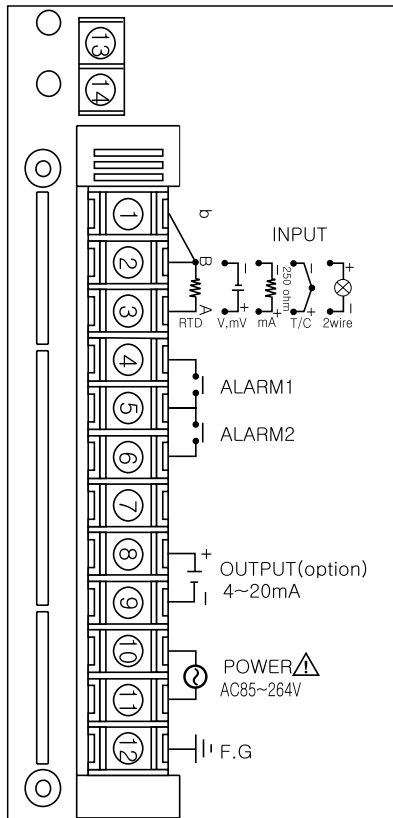 13
14
1
b
INPUT
2
B
– – – +
250 ohm
3
A
+ + + –
RTD V,mV mA T/C 2wire
4
ALARM1
5
ALARM2
6
7
8
+
OUTPUT(option)
4~20mA
9
–
10
POWER
AC85~264V
11
12
F.G